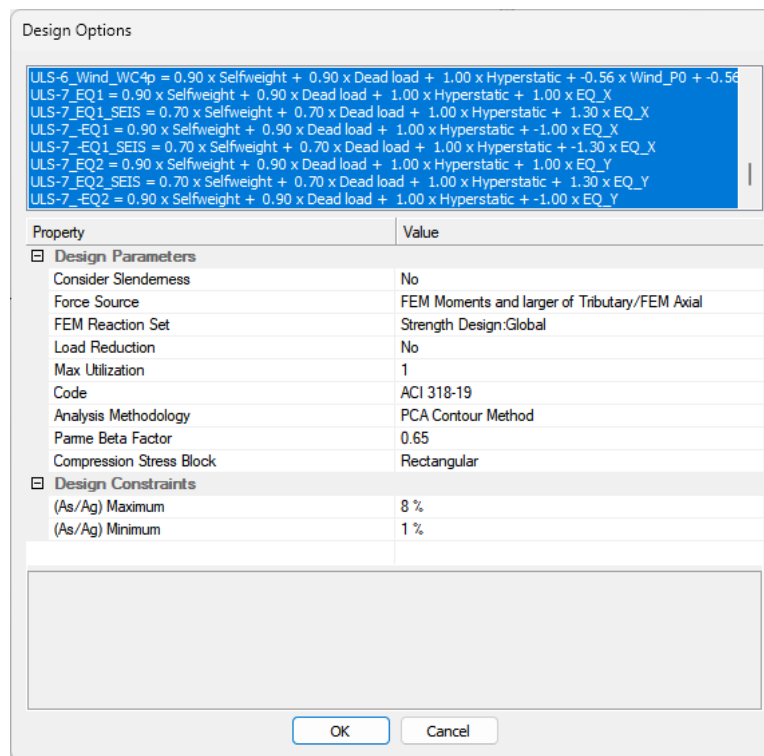 Design Options
ULS-6_Wind_WC4p = 0.90 x Selfweight + 0.90 x Dead load + 1.00 x Hyperstatic + -0.56 x Wind_P0 + -0.56
ULS-7_EQ1 = 0.90 x Selfweight + 0.90 x Dead load + 1.00 x Hyperstatic + 1.00 x EQ_X
ULS-7_EQ1_SEIS = 0.70 x Selfweight + 0.70 x Dead load + 1.00 x Hyperstatic + 1.30 x EQ_X
ULS-7_-EQ1 = 0.90 x Selfweight + 0.90 x Dead load + 1.00 x Hyperstatic + -1.00 x EQ_X
ULS-7_-EQ1_SEIS = 0.70 x Selfweight + 0.70 x Dead load + 1.00 x Hyperstatic + -1.30 x EQ_X
ULS-7_EQ2 = 0.90 x Selfweight + 0.90 x Dead load + 1.00 x Hyperstatic + 1.00 x EQ_Y
ULS-7_EQ2_SEIS = 0.70 x Selfweight + 0.70 x Dead load + 1.00 x Hyperstatic + 1.30 x EQ_Y
ULS-7_-EQ2 = 0.90 x Selfweight + 0.90 x Dead load + 1.00 x Hyperstatic + -1.00 x EQ_Y
Property Value
Design Parameters
Consider Slenderness No
Force Source FEM Moments and larger of Tributary/FEM Axial
FEM Reaction Set Strength Design:Global
Load Reduction No
Max Utilization 1
Code ACI 318-19
Analysis Methodology PCA Contour Method
Parme Beta Factor 0.65
Compression Stress Block Rectangular
Design Constraints
(As/Ag) Maximum 8 %
(As/Ag) Minimum 1 %
OK Cancel